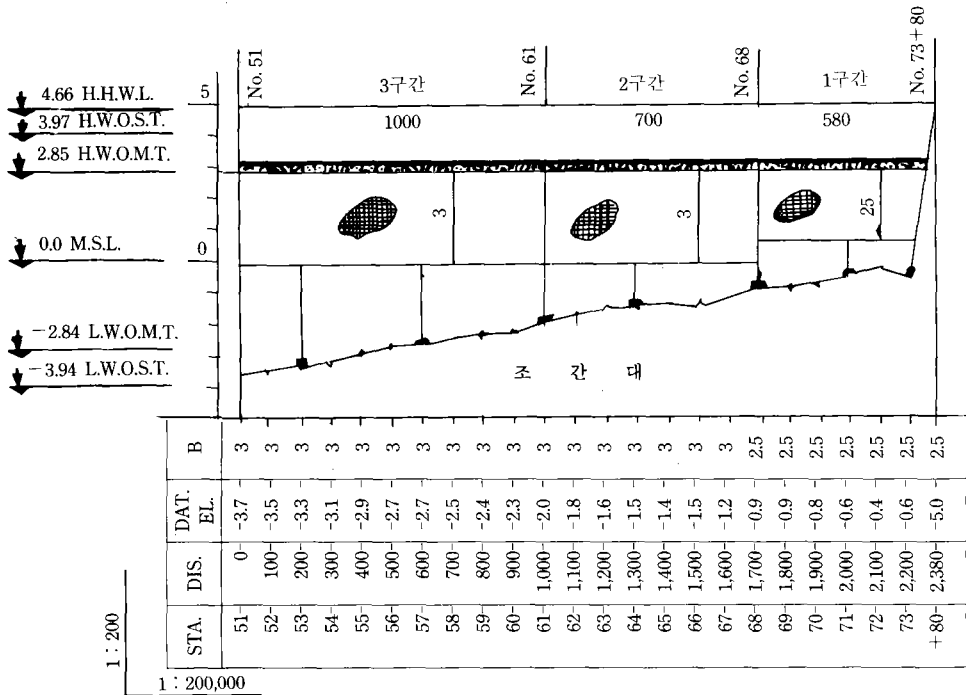 No. 51
No. 61
No. 68
No. 73+80
3구간
2구간
1구간
1000
700
580
4.66 H.H.W.L.
3.97 H.W.O.S.T.
2.85 H.W.O.M.T.
0.0 M.S.L.
-2.84 L.W.O.M.T.
-3.94 L.W.O.S.T.
5
0
3
3
25
조 간 대
B 3 3 3 3 3 3 3 3 3 3 3 3 3 3 3 3 3 2.5 2.5 2.5 2.5 2.5 2.5 2.5
DAT. EL. -3.7 -3.5 -3.3 -3.1 -2.9 -2.7 -2.7 -2.5 -2.4 -2.3 -2.0 -1.8 -1.6 -1.5 -1.4 -1.5 -1.2 -0.9 -0.9 -0.8 -0.6 -0.4 -0.6 5.0
DIS. 0 100 200 300 400 500 600 700 800 900 1,000 1,100 1,200 1,300 1,400 1,500 1,600 1,700 1,800 1,900 2,000 2,100 2,200 2,380
STA. 51 52 53 54 55 56 57 58 59 60 61 62 63 64 65 66 67 68 69 70 71 72 73 +80
1 : 200
1 : 200,000